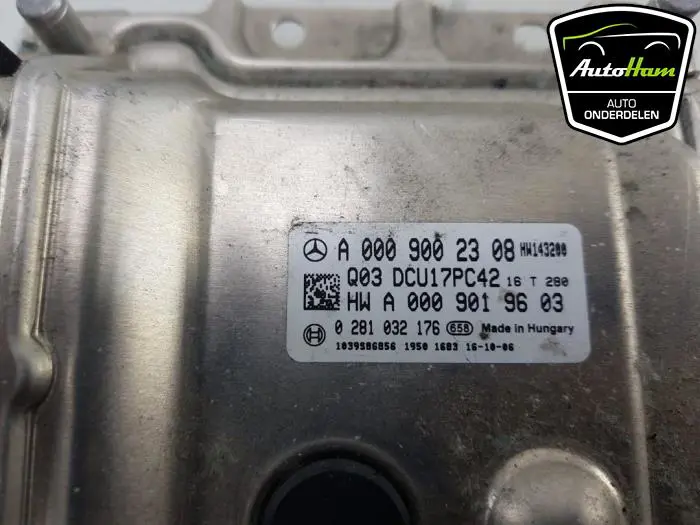 AutoHam
AUTO
ONDERDELEN
A 000 900 23 08 HW143200
Q03 DCU17PC42 16 T 280
HW A 000 901 96 03
0 281 032 176 658 Made in Hungary
1039S86856 1950 1683 16-10-06